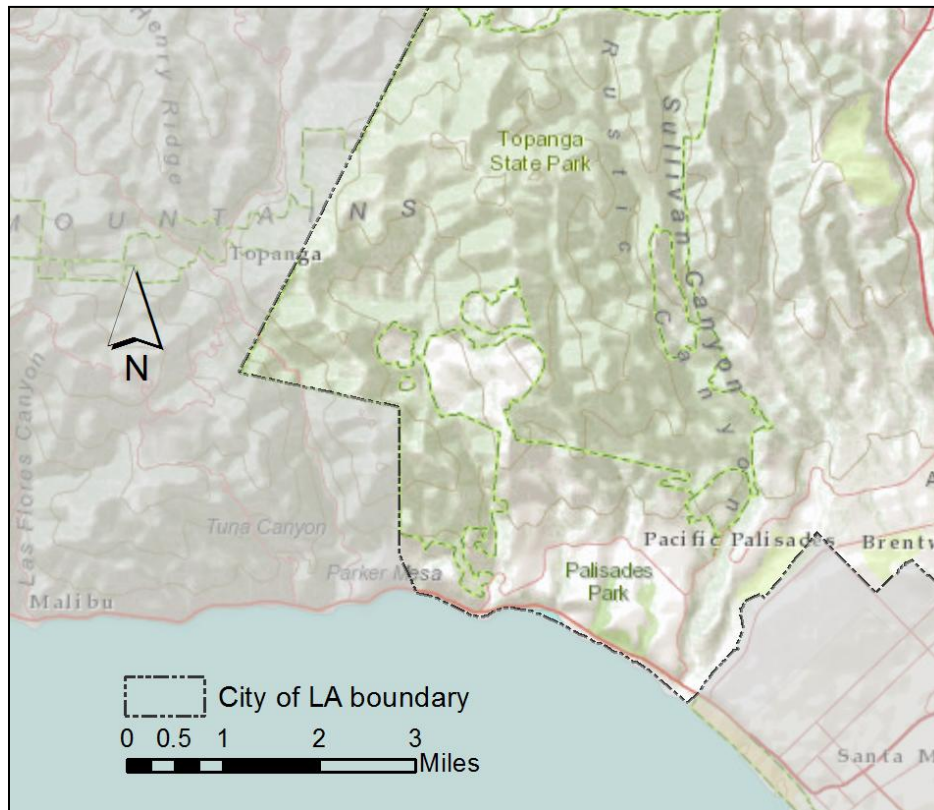 Henry Ridge
Rustic Canyon
Sullivan Canyon
Topanga
State Park
MOUNTAINS
Topanga
N
Las Flores Canyon
Tuna Canyon
Pacific Palisades
Brentw
A
Parker Mesa
Palisades
Park
Malibu
City of LA boundary
0 0.5 1 2 3
Miles
Santa M